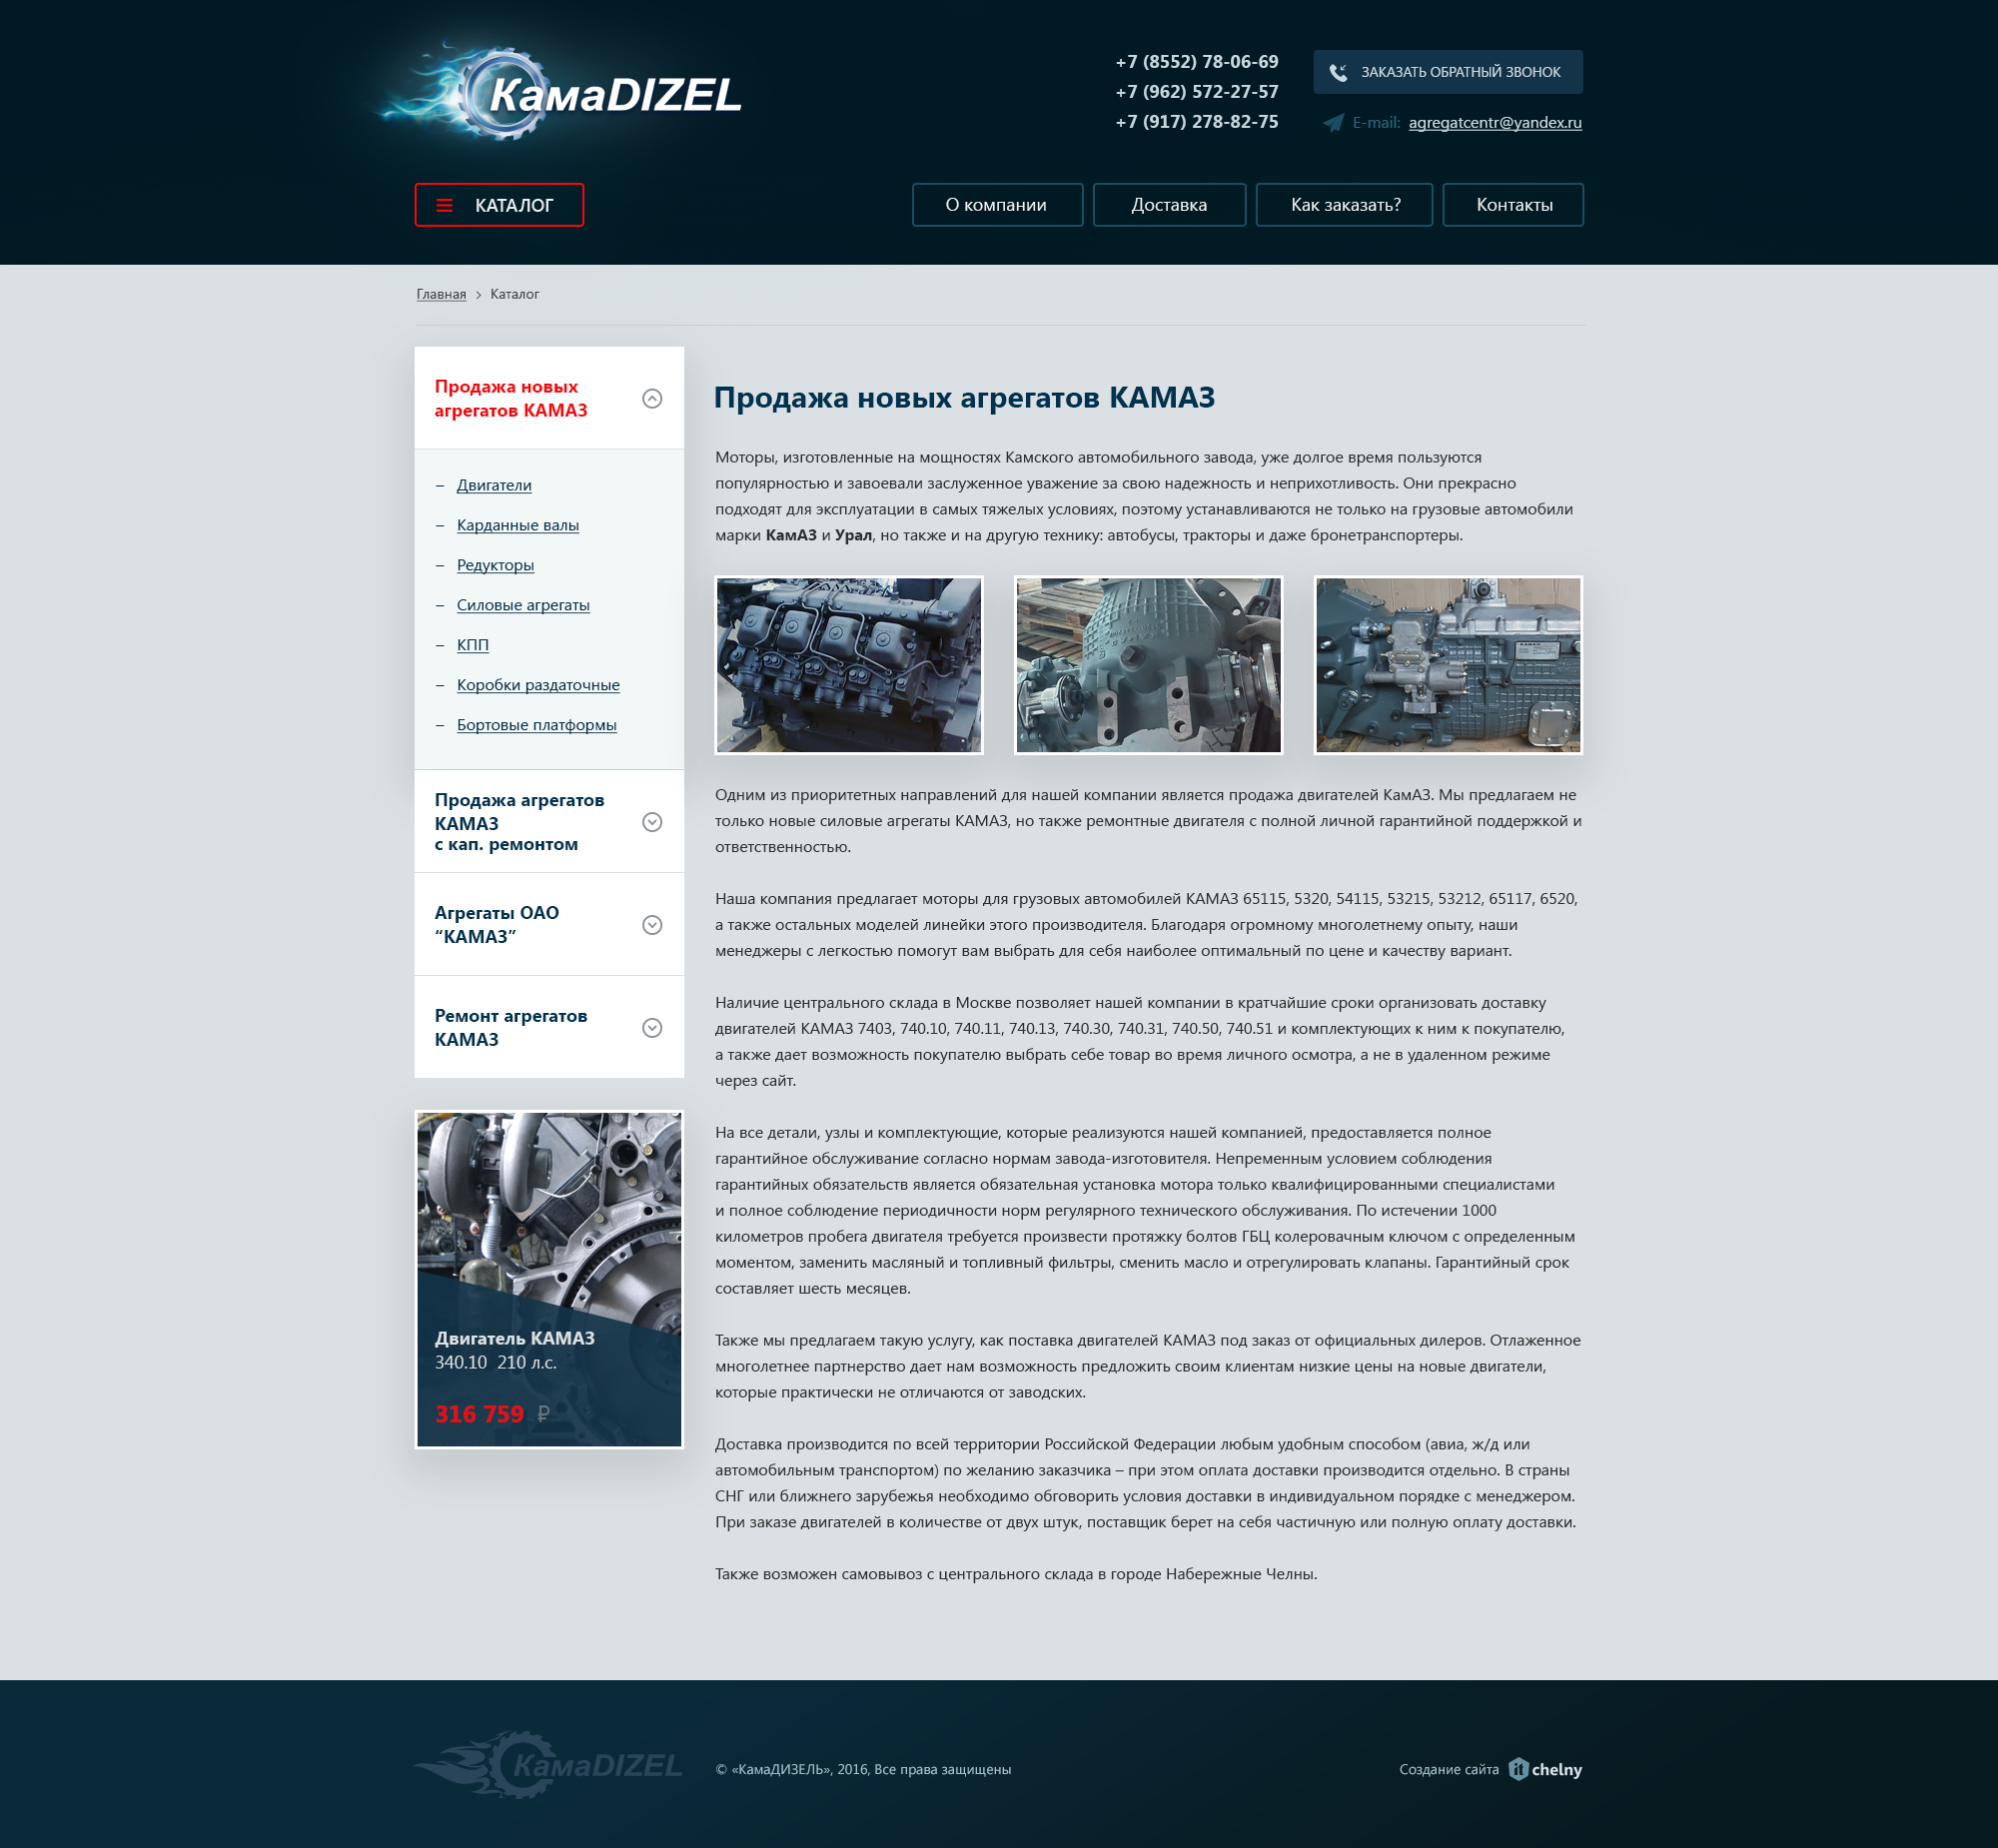 КамаDIZEL
+7 (8552) 78-06-69
+7 (962) 572-27-57
+7 (917) 278-82-75
ЗАКАЗАТЬ ОБРАТНЫЙ ЗВОНОК
E-mail: agregatcentr@yandex.ru
КАТАЛОГ
О компании
Доставка
Как заказать?
Контакты
Главная > Каталог
Продажа новых
агрегатов КАМАЗ
– Двигатели
– Карданные валы
– Редукторы
– Силовые агрегаты
– КПП
– Коробки раздаточные
– Бортовые платформы
Продажа агрегатов
КАМАЗ
с кап. ремонтом
Агрегаты ОАО
“КАМАЗ”
Ремонт агрегатов
КАМАЗ
Двигатель КАМАЗ
340.10 210 л.с.
316 759 ₽
Продажа новых агрегатов КАМАЗ
Моторы, изготовленные на мощностях Камского автомобильного завода, уже долгое время пользуются
популярностью и завоевали заслуженное уважение за свою надежность и неприхотливость. Они прекрасно
подходят для эксплуатации в самых тяжелых условиях, поэтому устанавливаются не только на грузовые автомобили
марки КамАЗ и Урал, но также и на другую технику: автобусы, тракторы и даже бронетранспортеры.
Одним из приоритетных направлений для нашей компании является продажа двигателей КамАЗ. Мы предлагаем не
только новые силовые агрегаты КАМАЗ, но также ремонтные двигателя с полной личной гарантийной поддержкой и
ответственностью.
Наша компания предлагает моторы для грузовых автомобилей КАМАЗ 65115, 5320, 54115, 53215, 53212, 65117, 6520,
а также остальных моделей линейки этого производителя. Благодаря огромному многолетнему опыту, наши
менеджеры с легкостью помогут вам выбрать для себя наиболее оптимальный по цене и качеству вариант.
Наличие центрального склада в Москве позволяет нашей компании в кратчайшие сроки организовать доставку
двигателей КАМАЗ 7403, 740.10, 740.11, 740.13, 740.30, 740.31, 740.50, 740.51 и комплектующих к ним к покупателю,
а также дает возможность покупателю выбрать себе товар во время личного осмотра, а не в удаленном режиме
через сайт.
На все детали, узлы и комплектующие, которые реализуются нашей компанией, предоставляется полное
гарантийное обслуживание согласно нормам завода-изготовителя. Непременным условием соблюдения
гарантийных обязательств является обязательная установка мотора только квалифицированными специалистами
и полное соблюдение периодичности норм регулярного технического обслуживания. По истечении 1000
километров пробега двигателя требуется произвести протяжку болтов ГБЦ колеровачным ключом с определенным
моментом, заменить масляный и топливный фильтры, сменить масло и отрегулировать клапаны. Гарантийный срок
составляет шесть месяцев.
Также мы предлагаем такую услугу, как поставка двигателей КАМАЗ под заказ от официальных дилеров. Отлаженное
многолетнее партнерство дает нам возможность предложить своим клиентам низкие цены на новые двигатели,
которые практически не отличаются от заводских.
Доставка производится по всей территории Российской Федерации любым удобным способом (авиа, ж/д или
автомобильным транспортом) по желанию заказчика – при этом оплата доставки производится отдельно. В страны
СНГ или ближнего зарубежья необходимо обговорить условия доставки в индивидуальном порядке с менеджером.
При заказе двигателей в количестве от двух штук, поставщик берет на себя частичную или полную оплату доставки.
Также возможен самовывоз с центрального склада в городе Набережные Челны.
КамаDIZEL
© «КамаДИЗЕЛЬ», 2016, Все права защищены
Создание сайта it chelny